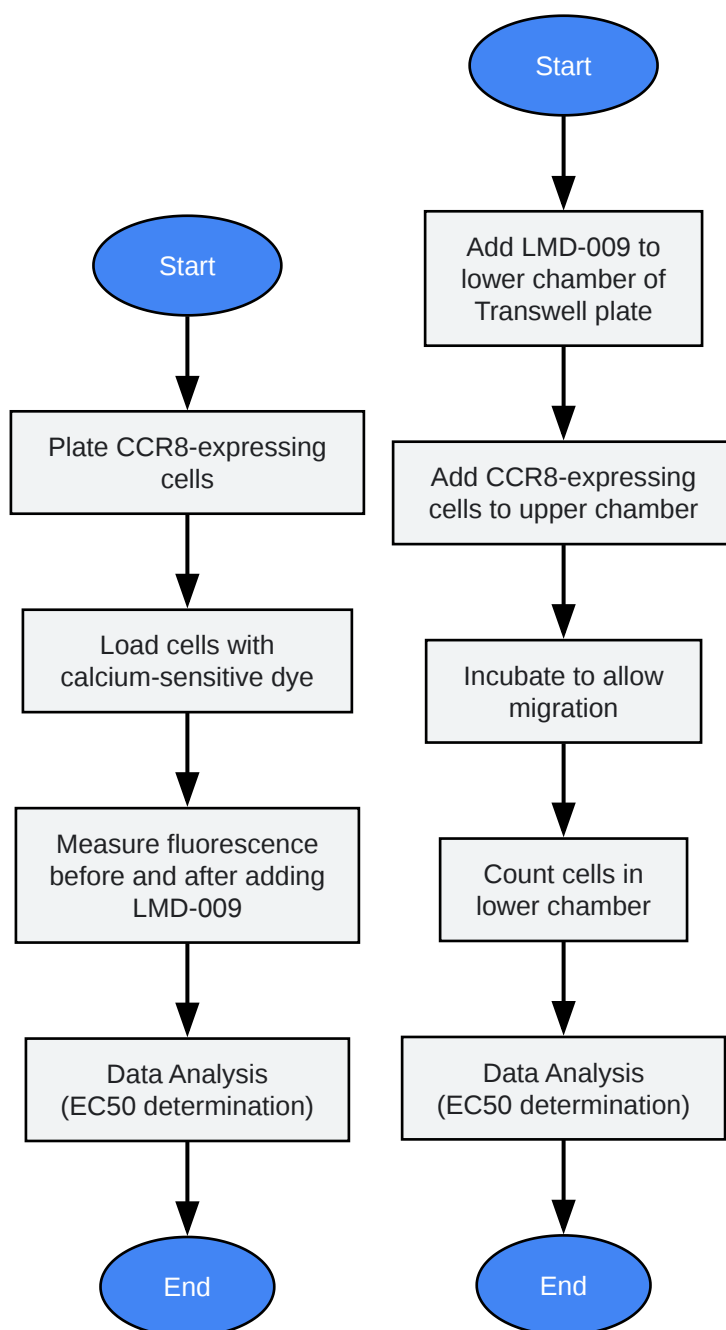 Start
Plate CCR8-expressing
cells
Load cells with
calcium-sensitive dye
Measure fluorescence
before and after adding
LMD-009
Data Analysis
(EC50 determination)
End
Start
Add LMD-009 to
lower chamber of
Transwell plate
Add CCR8-expressing
cells to upper chamber
Incubate to allow
migration
Count cells in
lower chamber
Data Analysis
(EC50 determination)
End